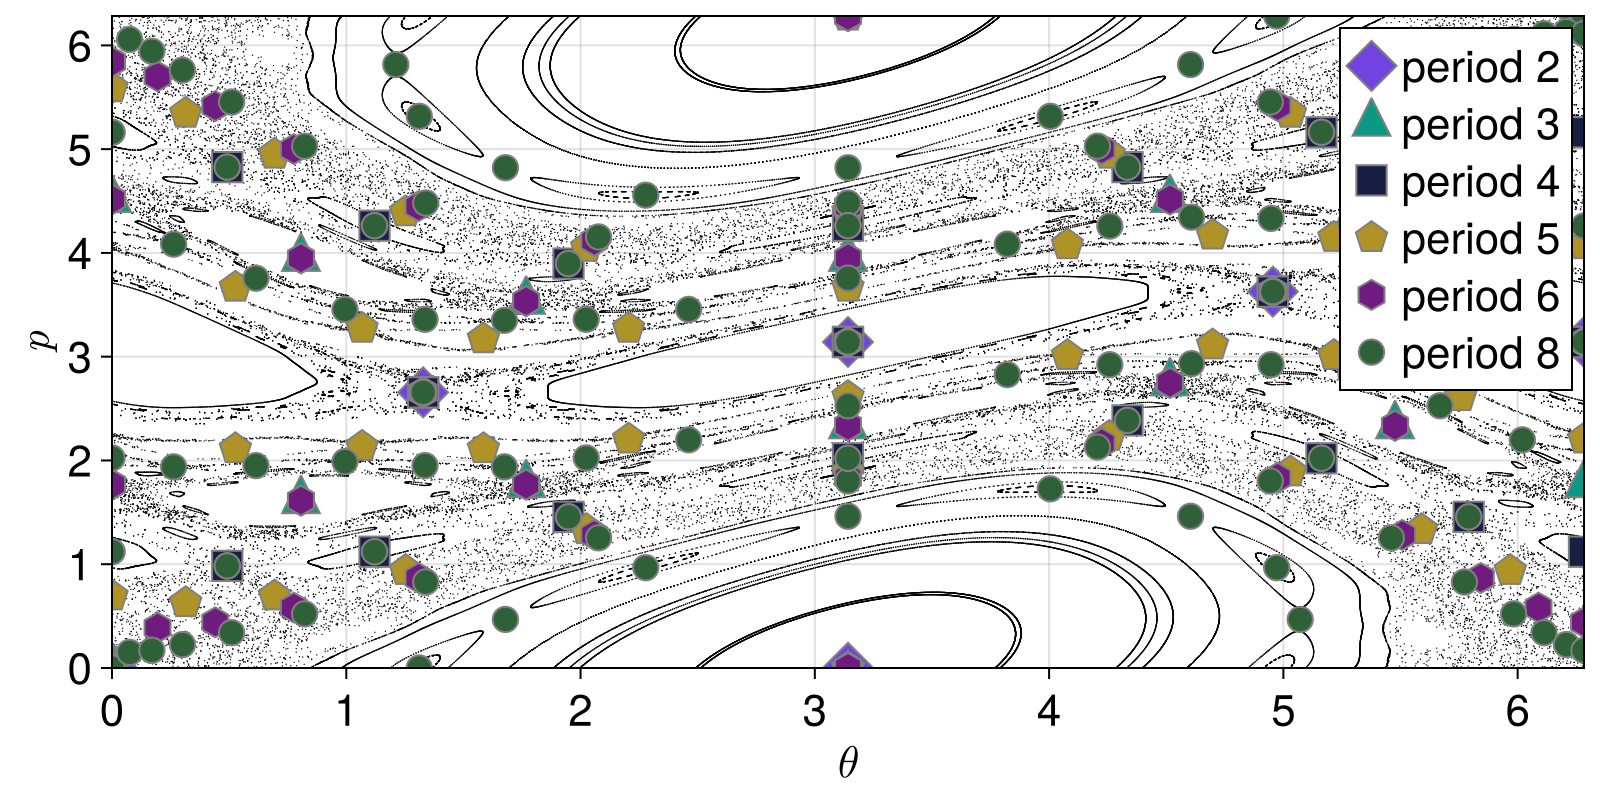 6
5
4
3
2
1
0
p
0 1 2 3 4 5 6
θ
period 2
period 3
period 4
period 5
period 6
period 8